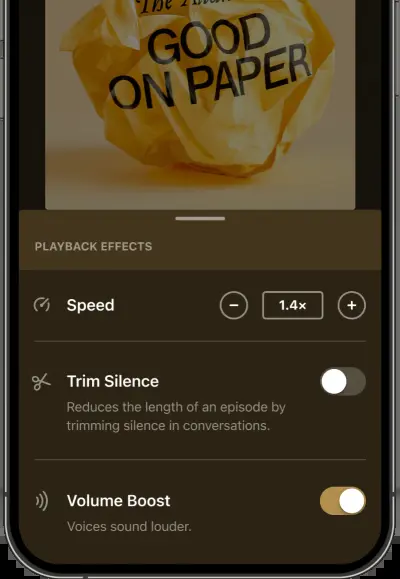 The
GOOD
ON PAPER
PLAYBACK EFFECTS
Speed
1.4×
Trim Silence
Reduces the length of an episode by
trimming silence in conversations.
Volume Boost
Voices sound louder.